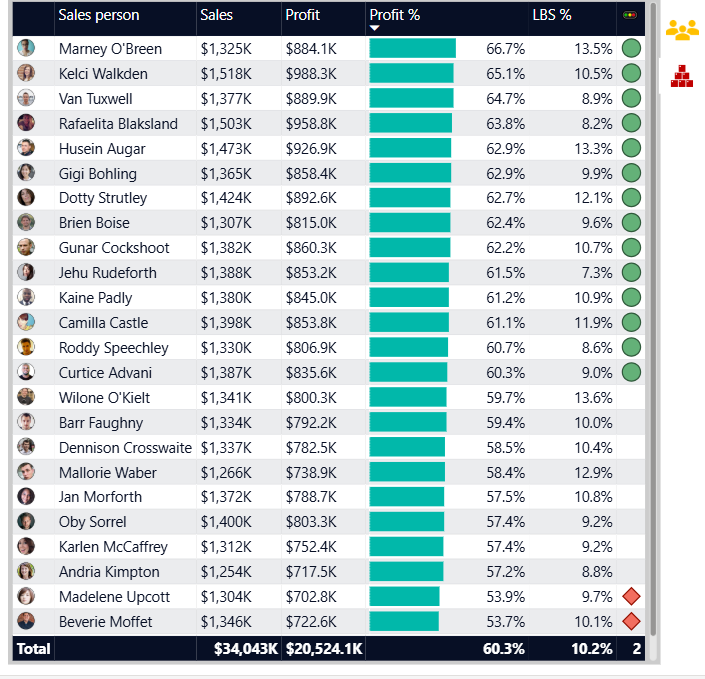 Sales person Sales Profit Profit % LBS %
Marney O'Breen $1,325K $884.1K 66.7% 13.5%
Kelci Walkden $1,518K $988.3K 65.1% 10.5%
Van Tuxwell $1,377K $889.9K 64.7% 8.9%
Rafaelita Blaksland $1,503K $958.8K 63.8% 8.2%
Husein Augar $1,473K $926.9K 62.9% 13.3%
Gigi Bohling $1,365K $858.4K 62.9% 9.9%
Dotty Strutley $1,424K $892.6K 62.7% 12.1%
Brien Boise $1,307K $815.0K 62.4% 9.6%
Gunar Cockshoot $1,382K $860.3K 62.2% 10.7%
Jehu Rudeforth $1,388K $853.2K 61.5% 7.3%
Kaine Padly $1,380K $845.0K 61.2% 10.9%
Camilla Castle $1,398K $853.8K 61.1% 11.9%
Roddy Speechley $1,330K $806.9K 60.7% 8.6%
Curtice Advani $1,387K $835.6K 60.3% 9.0%
Wilone O'Kielt $1,341K $800.3K 59.7% 13.6%
Barr Faughny $1,334K $792.2K 59.4% 10.0%
Dennison Crosswaite $1,337K $782.5K 58.5% 10.4%
Mallorie Waber $1,266K $738.9K 58.4% 12.9%
Jan Morforth $1,372K $788.7K 57.5% 10.8%
Oby Sorrel $1,400K $803.3K 57.4% 9.2%
Karlen McCaffrey $1,312K $752.4K 57.4% 9.2%
Andria Kimpton $1,254K $717.5K 57.2% 8.8%
Madelene Upcott $1,304K $702.8K 53.9% 9.7%
Beverie Moffet $1,346K $722.6K 53.7% 10.1%
Total $34,043K $20,524.1K 60.3% 10.2% 2